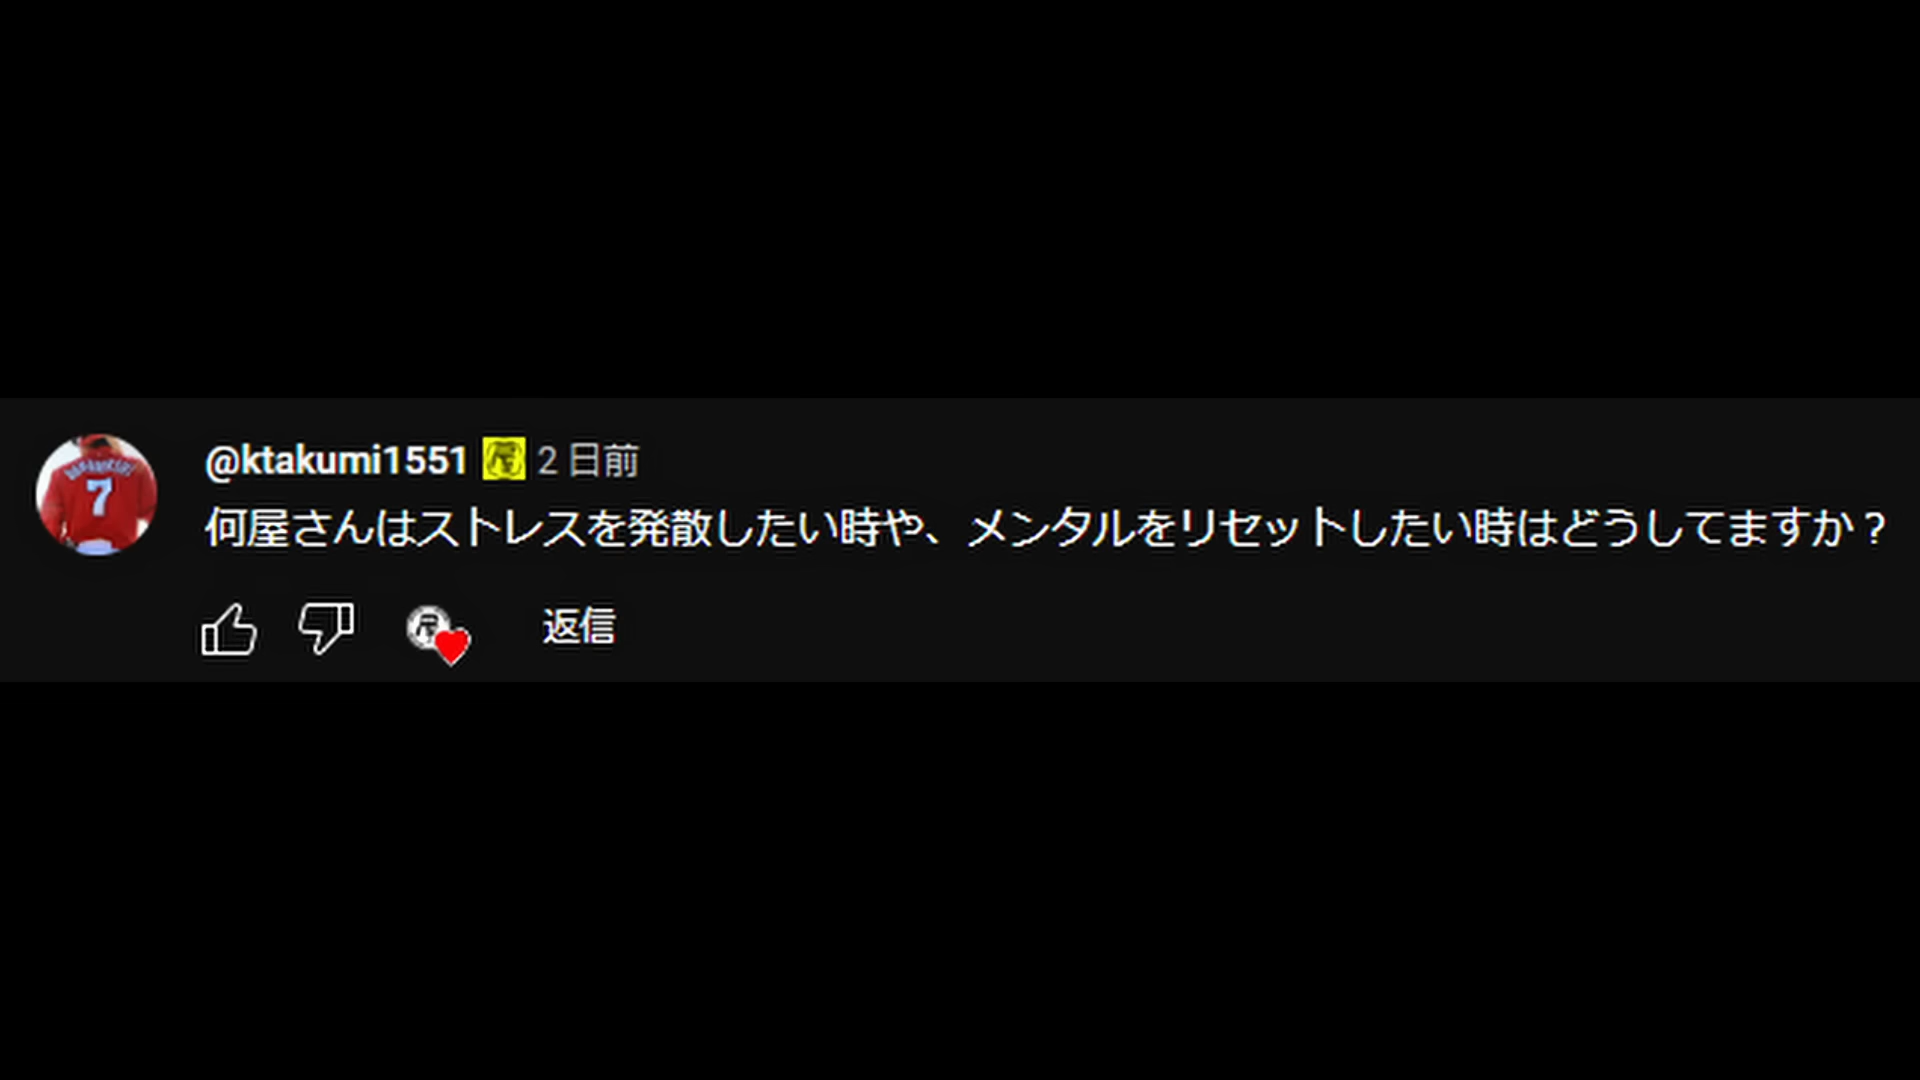 @ktakumi1551 屋 2 日前
何屋さんはストレスを発散したい時や、メンタルをリセットしたい時はどうしてますか？
返信